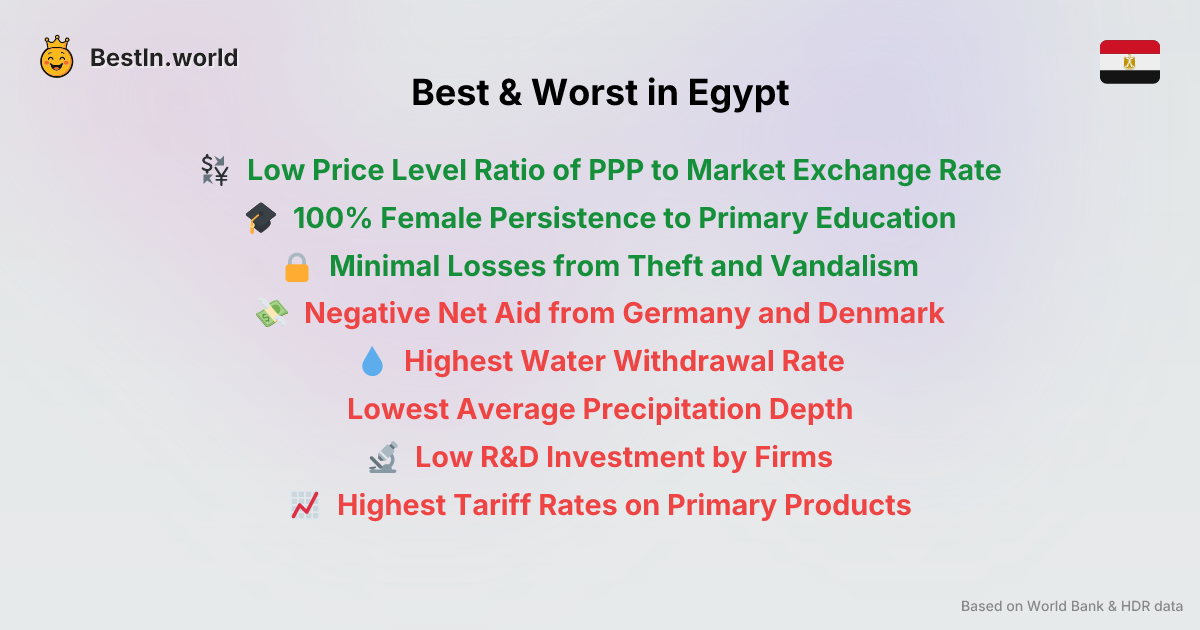 BestIn.world
Best & Worst in Egypt
Low Price Level Ratio of PPP to Market Exchange Rate
100% Female Persistence to Primary Education
Minimal Losses from Theft and Vandalism
Negative Net Aid from Germany and Denmark
Highest Water Withdrawal Rate
Lowest Average Precipitation Depth
Low R&D Investment by Firms
Highest Tariff Rates on Primary Products
Based on World Bank & HDR data